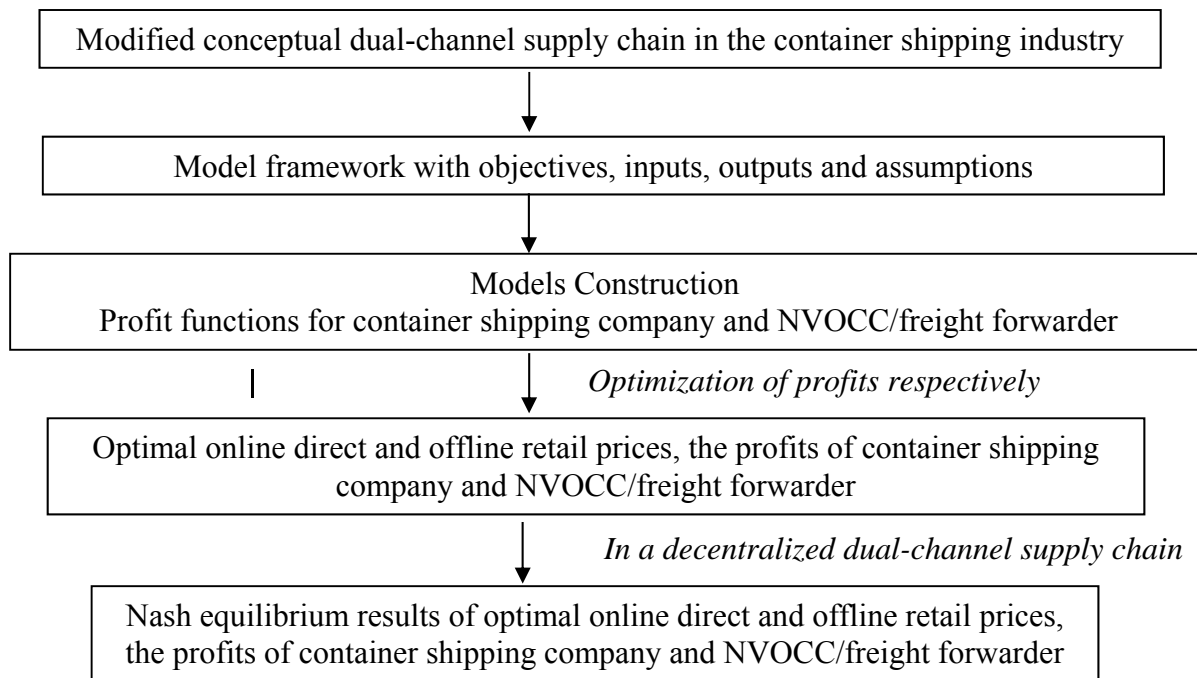 Modified conceptual dual-channel supply chain in the container shipping industry
Model framework with objectives, inputs, outputs and assumptions
Models Construction
Profit functions for container shipping company and NVOCC/freight forwarder
Optimization of profits respectively
Optimal online direct and offline retail prices, the profits of container shipping
company and NVOCC/freight forwarder
In a decentralized dual-channel supply chain
Nash equilibrium results of optimal online direct and offline retail prices,
the profits of container shipping company and NVOCC/freight forwarder